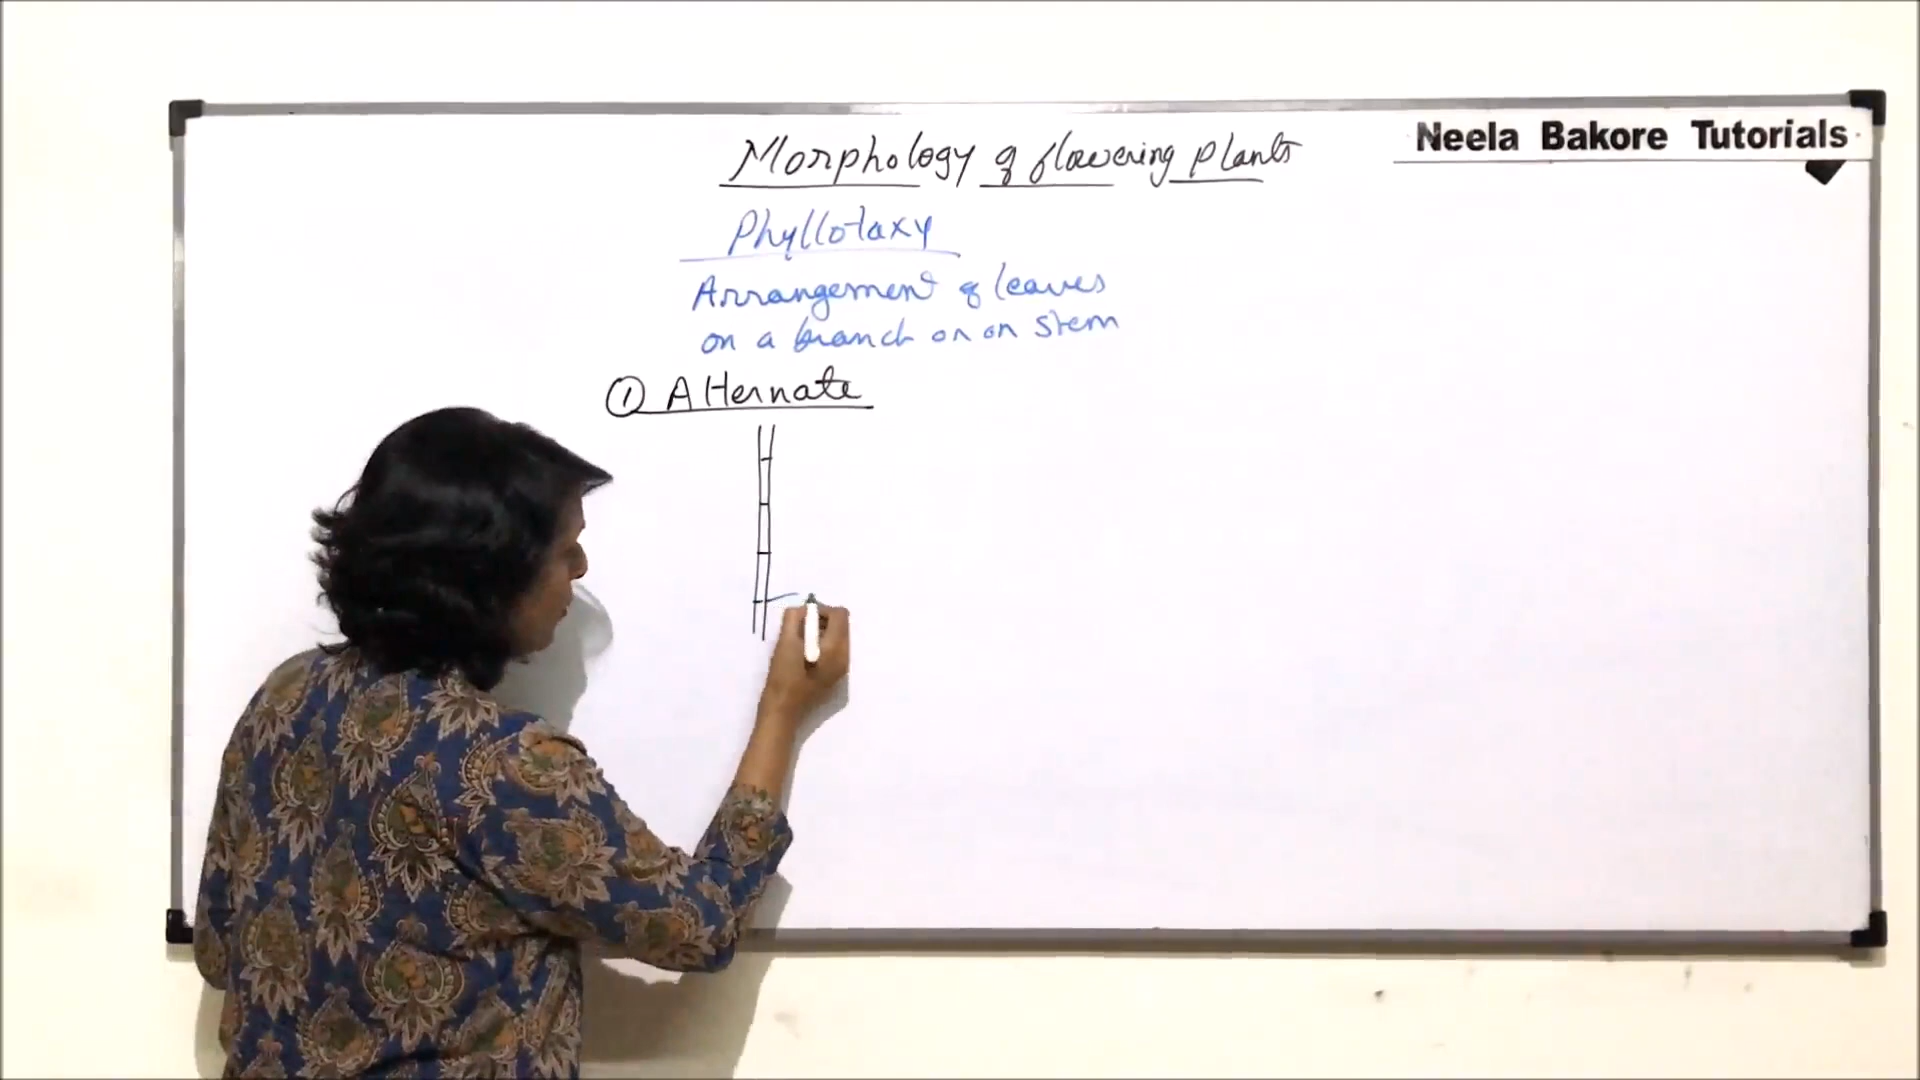 Neela Bakore Tutorials
Morphology of flowering plants
Phyllotaxy
Arrangement of leaves
on a branch or on stem
① Alternate